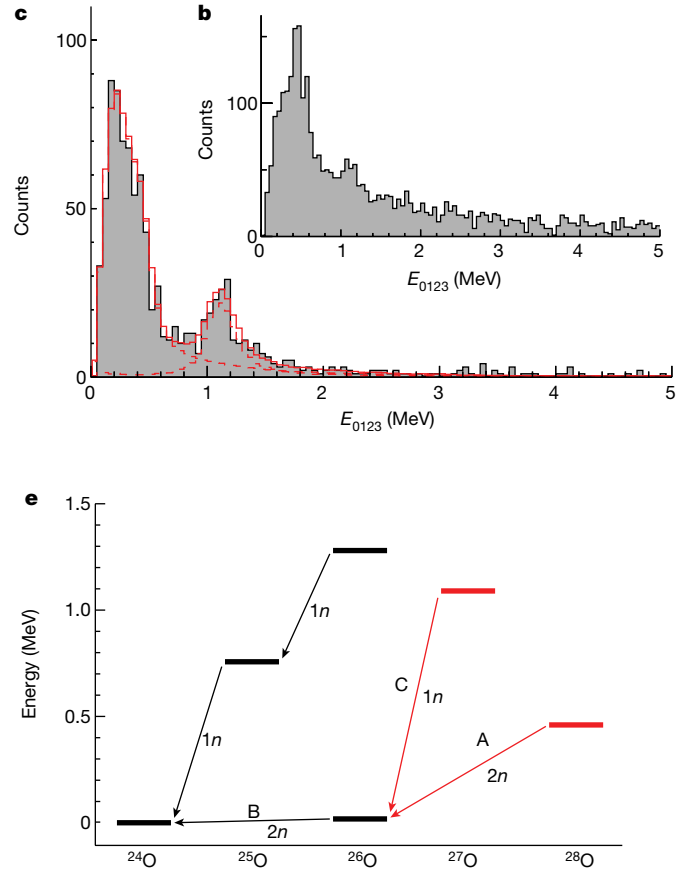 c
100
50
0
Counts
0 1 2 3 4 5
E0123 (MeV)
b
100
0
Counts
0 1 2 3 4 5
E0123 (MeV)
e
1.5
1.0
0.5
0
Energy (MeV)
1n
1n
B
2n
C
1n
A
2n
24O 25O 26O 27O 28O